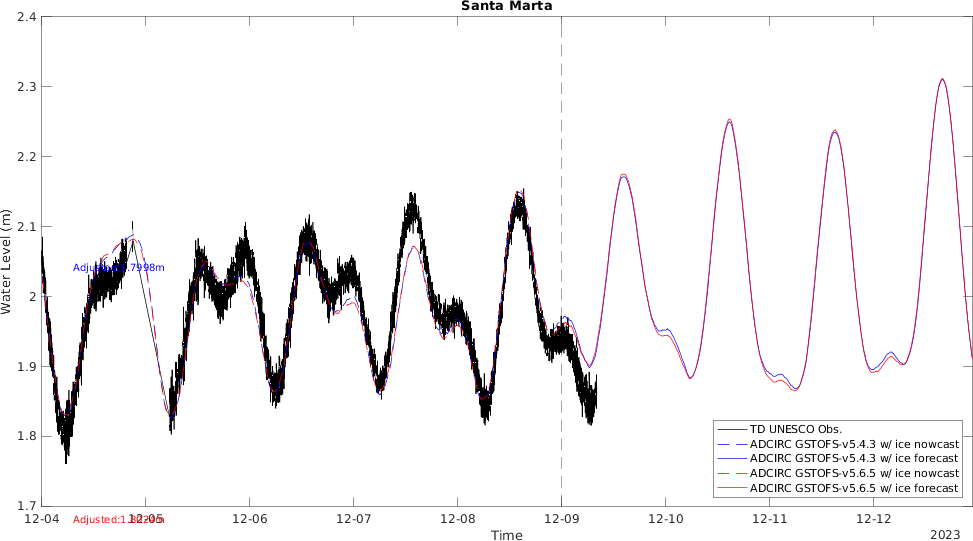 Santa Marta
2.4
2.3
2.2
2.1
2
1.9
1.8
1.7
Water Level (m)
12-04
12-05
12-06
12-07
12-08
12-09
12-10
12-11
12-12
Time
2023
TD UNESCO Obs.
ADCIRC GSTOFS-v5.4.3 w/ ice nowcast
ADCIRC GSTOFS-v5.4.3 w/ ice forecast
ADCIRC GSTOFS-v5.6.5 w/ ice nowcast
ADCIRC GSTOFS-v5.6.5 w/ ice forecast